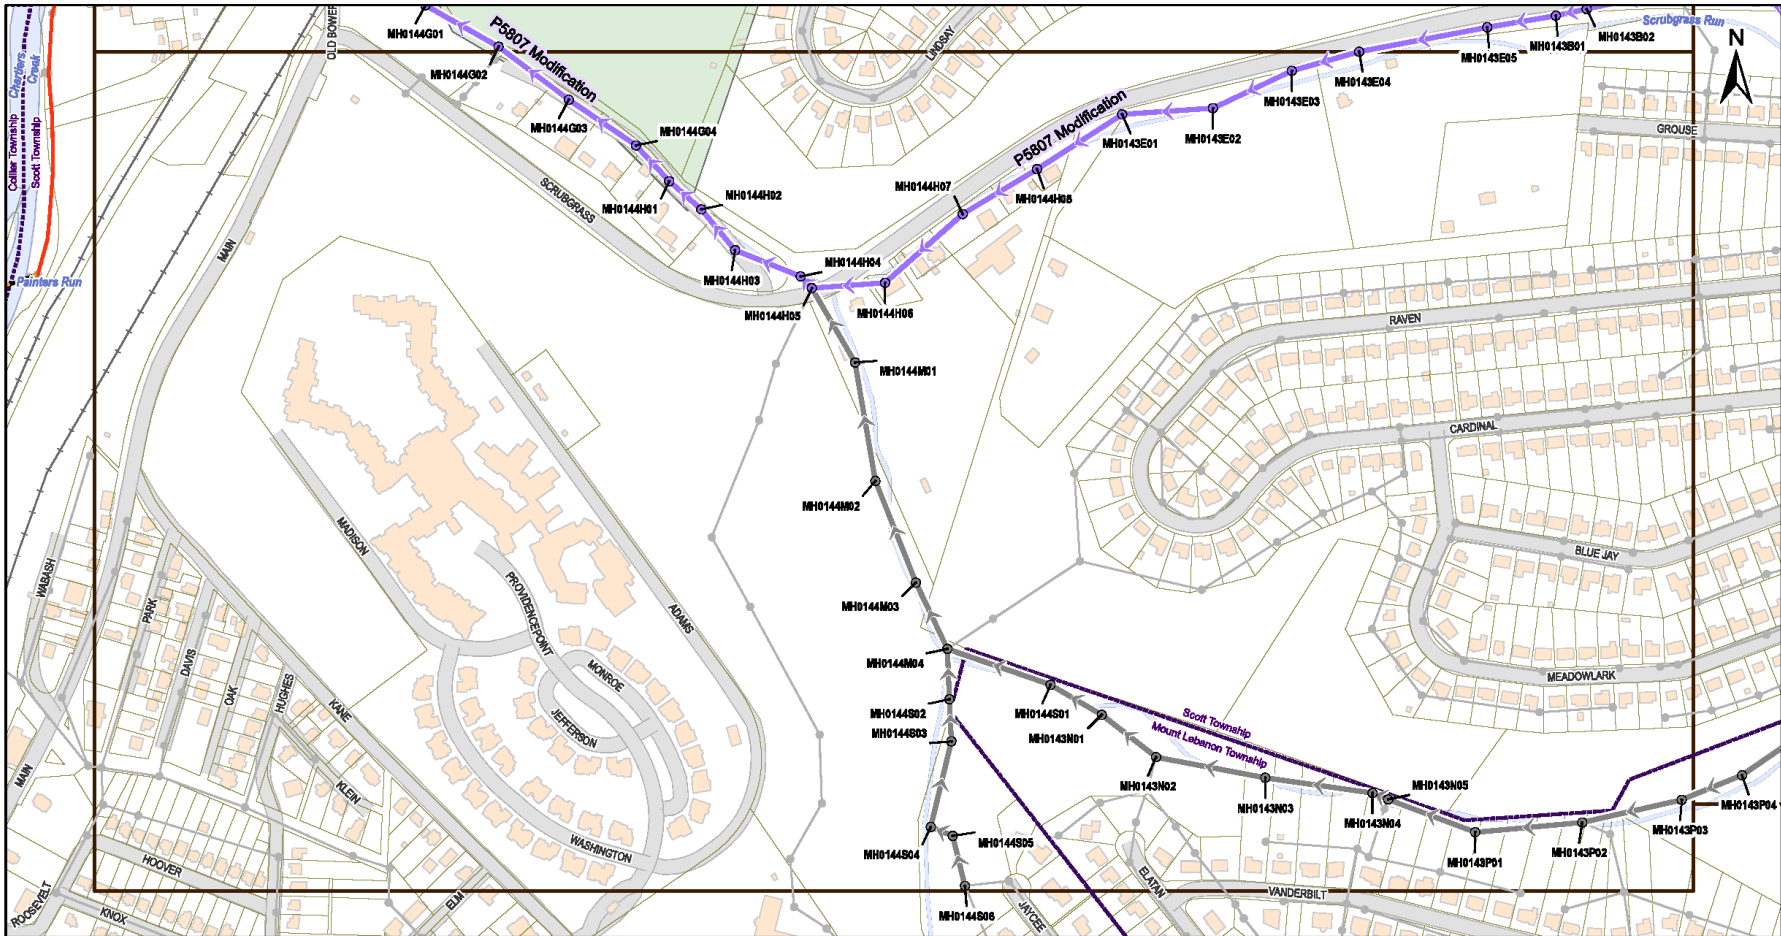 MH0144G01
P5807 Modification
OLD BOWER
LINDSAY
Scrubgrass Run
MH0143B02
MH0143B01
MH0143E05
N
MH0144G02
MH0143E04
MH0143E03
Chartiers
Creek
MH0144G03
MH0144G04
P5807 Modification
MH0143E02
MH0143E01
GROUSE
Collier Township
Scott Township
SCRUBGRASS
MH0144H01
MH0144H02
MH0144H07
MH0144H08
MAIN
MH0144H03
MH0144H04
Painters Run
MH0144H05
MH0144H06
RAVEN
MH0144M01
CARDINAL
MH0144M02
MADISON
WABASH
PARK
PROVIDENCEPOINT
ADAMS
BLUE JAY
MH0144M03
DAVIS
OAK
HUGHES
KANE
MONROE
JEFFERSON
MH0144M04
MEADOWLARK
MH0144S02
MH0144S01
MH0144S03
MH0143N01
Scott Township
Mount Lebanon Township
MAIN
KLEIN
MH0143N02
MH0143N03
MH0143N05
MH0143N04
MH0143P04
MH0143P03
MH0143P02
MH0143P01
WASHINGTON
MH0144S04
MH0144S05
HOOVER
ELATAN
VANDERBILT
ROOSEVELT
KNOX
ELM
MH0144S06
JAYCEE